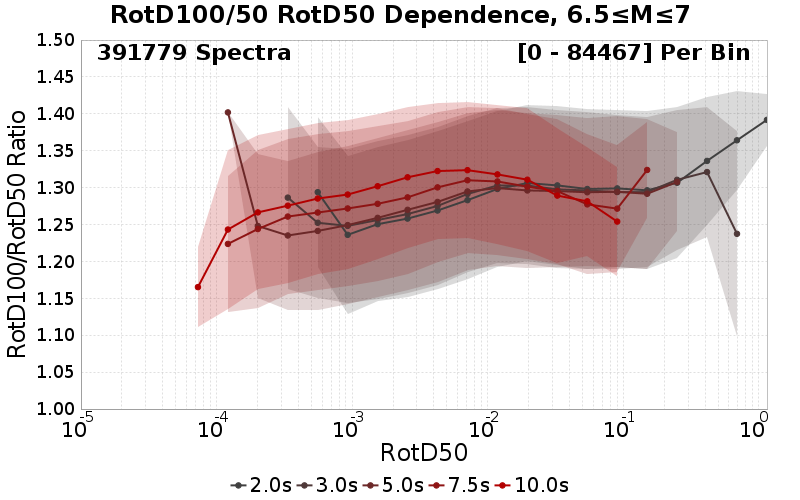 RotD100/50 RotD50 Dependence, 6.5≤M≤7
391779 Spectra
[0 - 84467] Per Bin
RotD100/RotD50 Ratio
1.50
1.45
1.40
1.35
1.30
1.25
1.20
1.15
1.10
1.05
1.00
10^-5 10^-4 10^-3 10^-2 10^-1 10^0
RotD50
2.0s 3.0s 5.0s 7.5s 10.0s